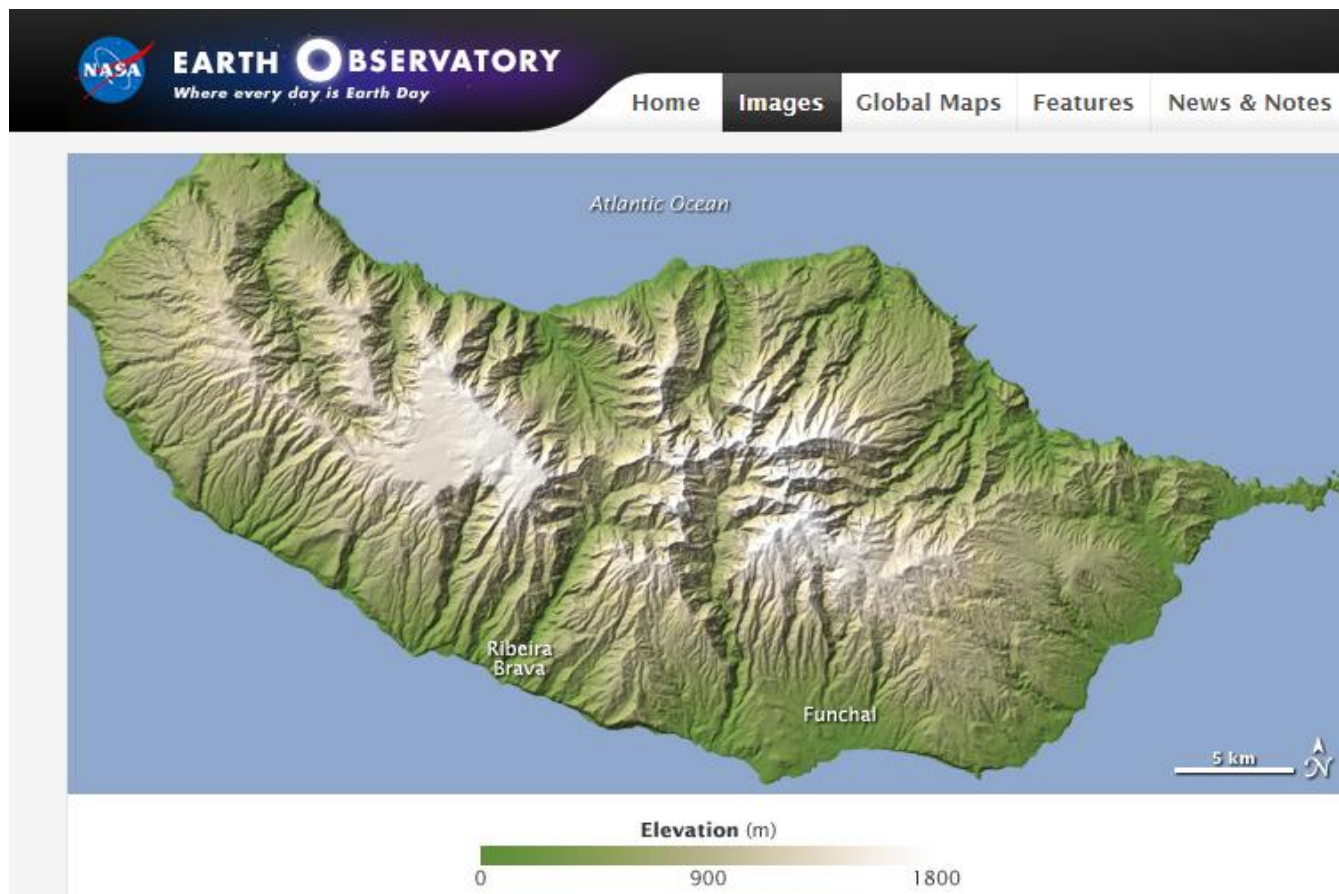 NASA
EARTH OBSERVATORY
Where every day is Earth Day
Home Images Global Maps Features News & Notes
Atlantic Ocean
Ribeira
Brava
Funchal
5 km
N
Elevation (m)
0 900 1800